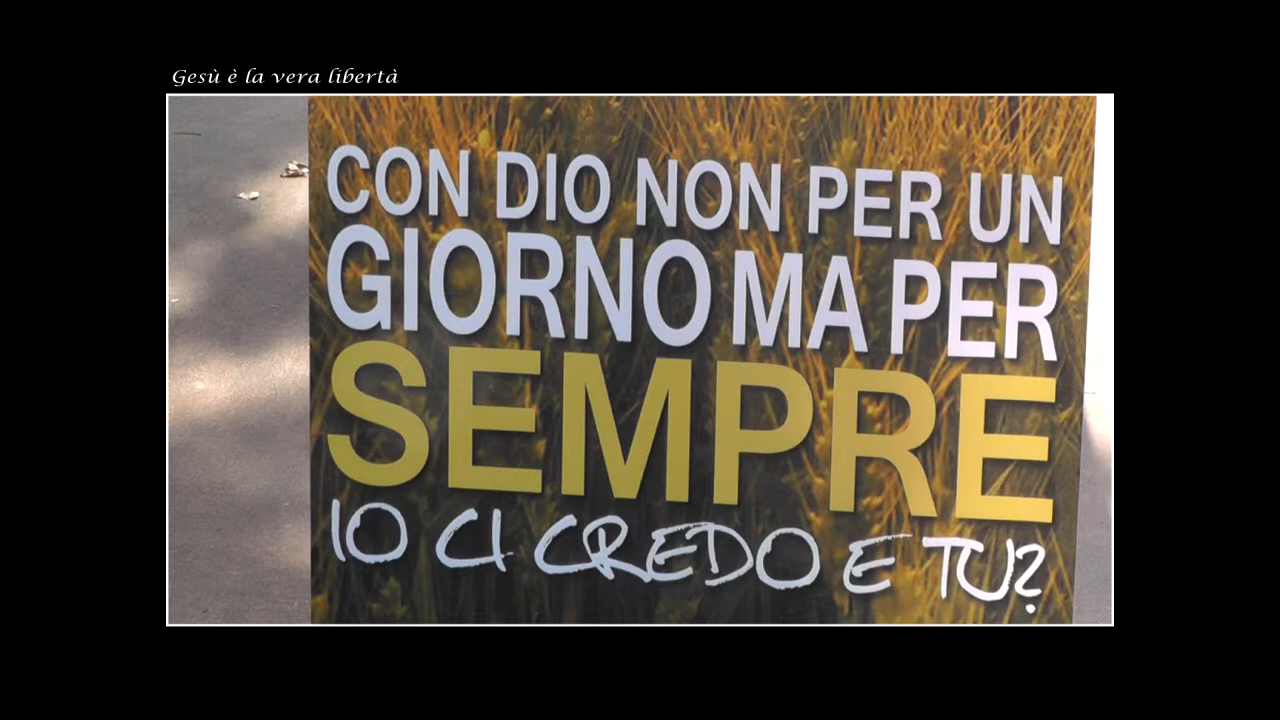 Gesù è la vera libertà
CON DIO NON PER UN
GIORNO MA PER
SEMPRE
IO CI CREDO E TU?